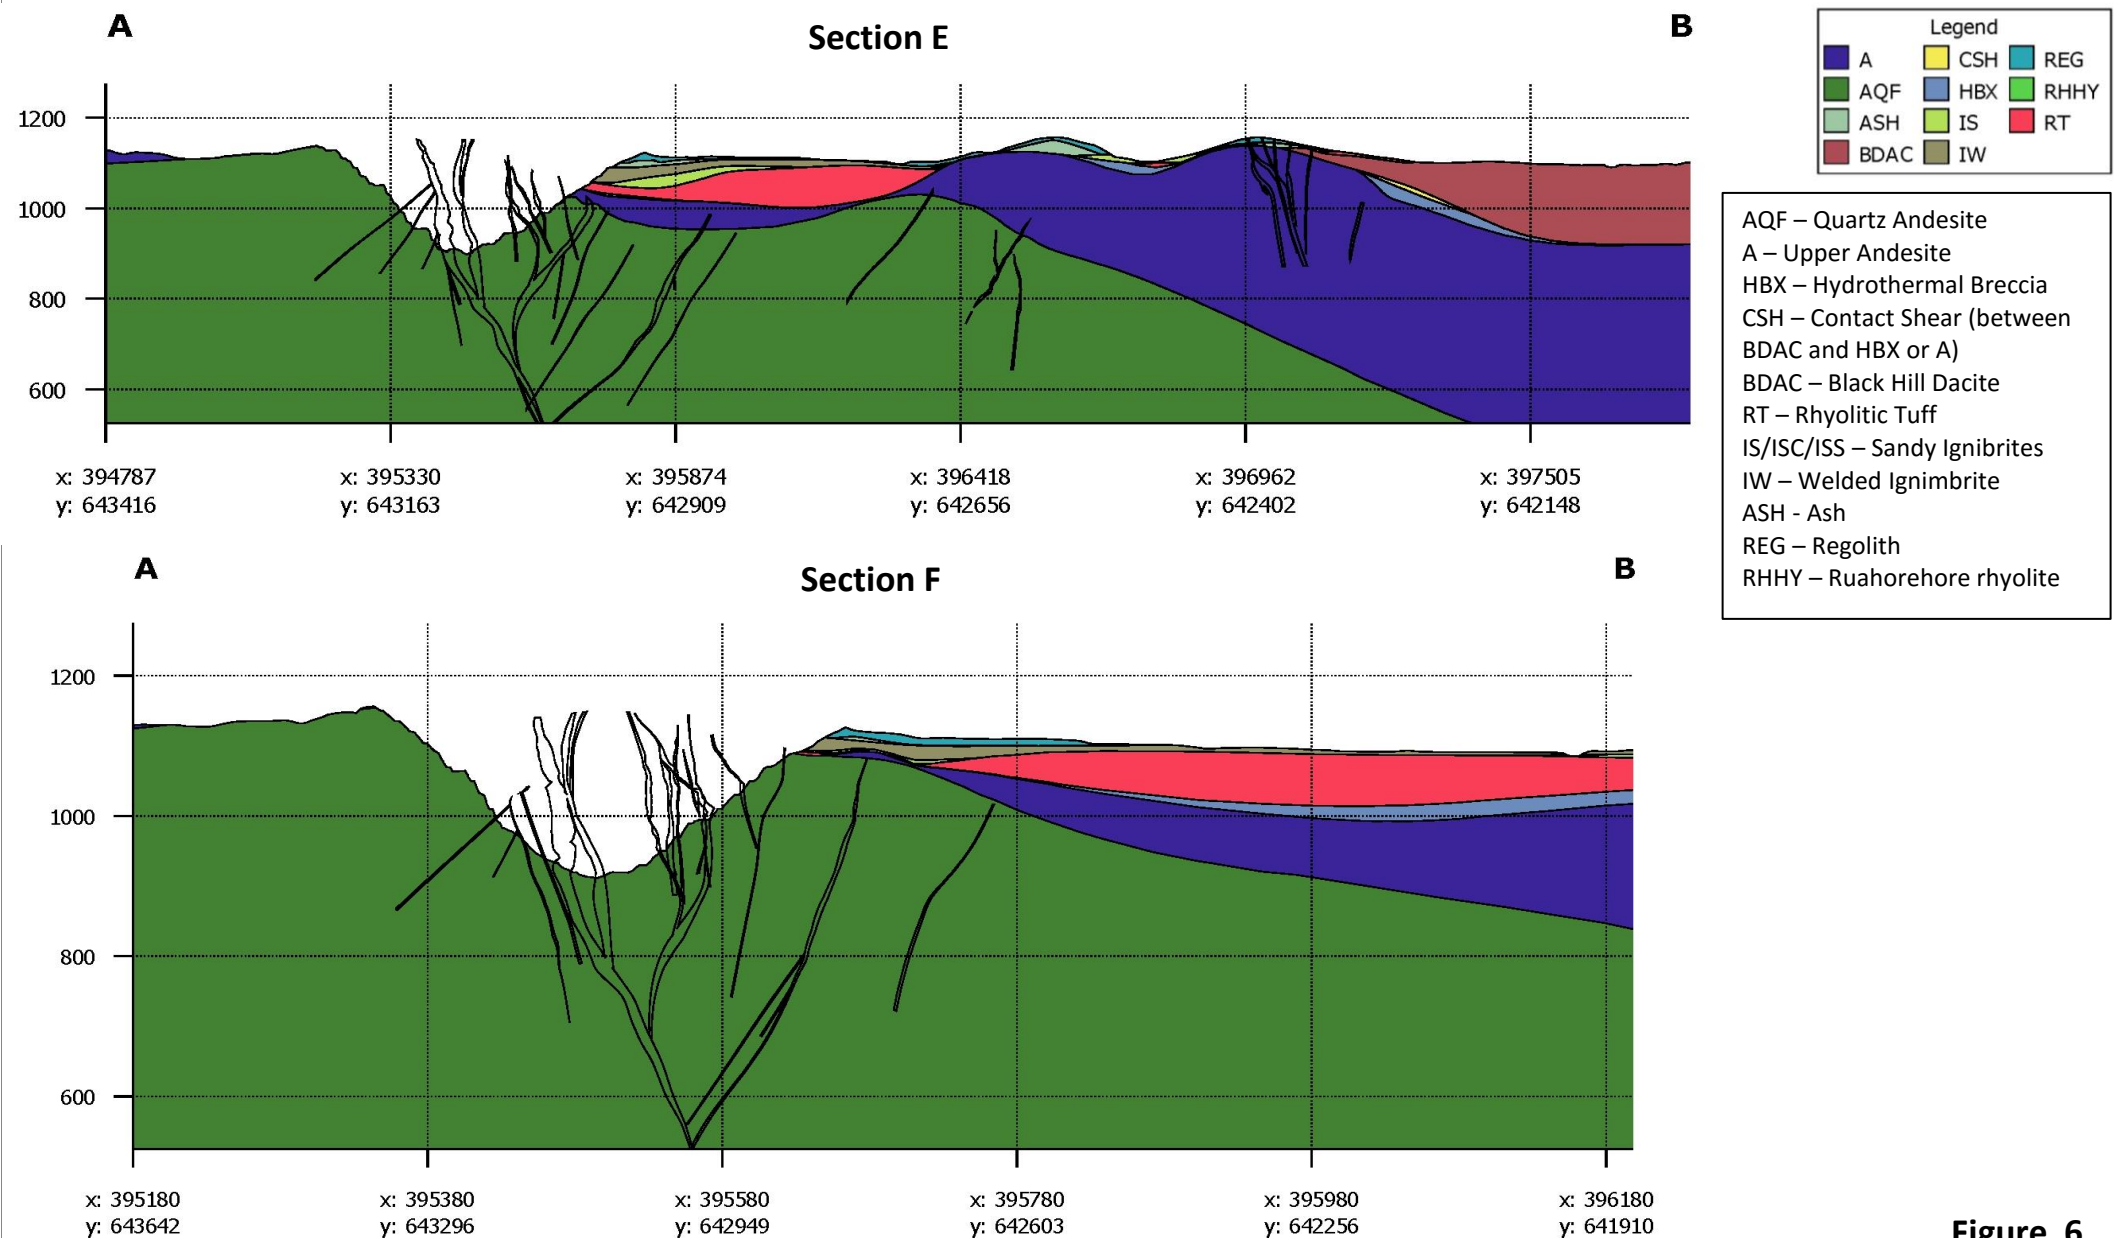 A
Section E
B
1200
1000
800
600
x: 394787
y: 643416
x: 395330
y: 643163
x: 395874
y: 642909
x: 396418
y: 642656
x: 396962
y: 642402
x: 397505
y: 642148
Legend
A
CSH
REG
AQF
HBX
RHHY
ASH
IS
RT
BDAC
IW
AQF – Quartz Andesite
A – Upper Andesite
HBX – Hydrothermal Breccia
CSH – Contact Shear (between
BDAC and HBX or A)
BDAC – Black Hill Dacite
RT – Rhyolitic Tuff
IS/ISC/ISS – Sandy Ignibrites
IW – Welded Ignimbrite
ASH - Ash
REG – Regolith
RHHY – Ruahorehore rhyolite
A
Section F
B
1200
1000
800
600
x: 395180
y: 643642
x: 395380
y: 643296
x: 395580
y: 642949
x: 395780
y: 642603
x: 395980
y: 642256
x: 396180
y: 641910
Figure 6